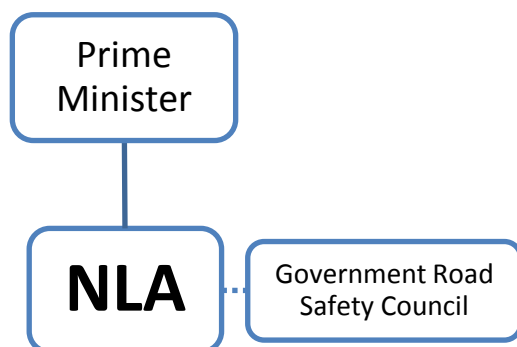 Prime
Minister
NLA
Government Road
Safety Council